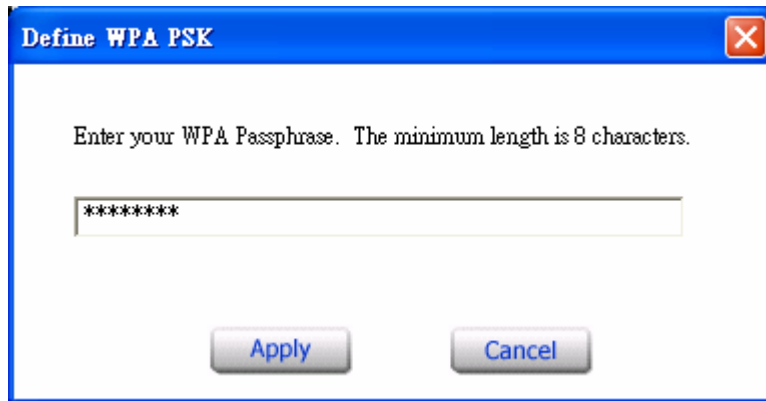 Define WPA PSK
Enter your WPA Passphrase. The minimum length is 8 characters.
********
Apply
Cancel